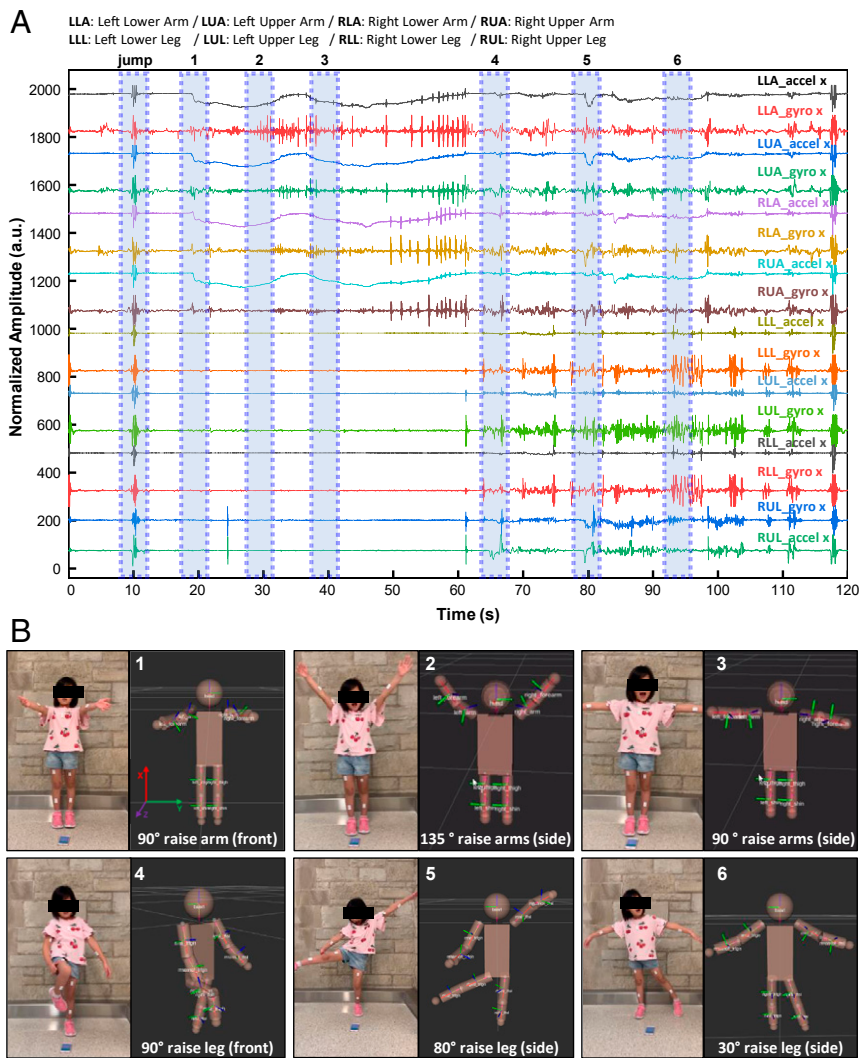 A
LLA: Left Lower Arm / LUA: Left Upper Arm / RLA: Right Lower Arm / RUA: Right Upper Arm
LLL: Left Lower Leg / LUL: Left Upper Leg / RLL: Right Lower Leg / RUL: Right Upper Leg
jump 1 2 3 4 5 6
Normalized Amplitude (a.u.)
2000
1800
1600
1400
1200
1000
800
600
400
200
0
LLA_accel x
LLA_gyro x
LUA_accel x
LUA_gyro x
RLA_accel x
RLA_gyro x
RUA_accel x
RUA_gyro x
LLL_accel x
LLL_gyro x
LUL_accel x
LUL_gyro x
RLL_accel x
RLL_gyro x
RUL_gyro x
RUL_accel x
0 10 20 30 40 50 60 70 80 90 100 110 120
Time (s)
B
1
X
Y
Z
90° raise arm (front)
2
head
left_forearm
right_forearm
right_arm
135 ° raise arms (side)
3
90 ° raise arms (side)
4
90° raise leg (front)
5
80° raise leg (side)
6
30° raise leg (side)